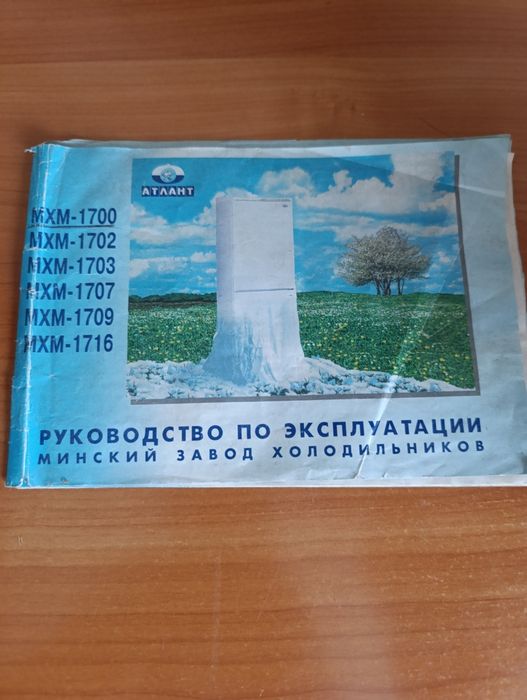 АТЛАНТ
МХМ-1700
МХМ-1702
МХМ-1703
МХМ-1707
МХМ-1709
МХМ-1716
РУКОВОДСТВО ПО ЭКСПЛУАТАЦИИ
МИНСКИЙ ЗАВОД ХОЛОДИЛЬНИКОВ